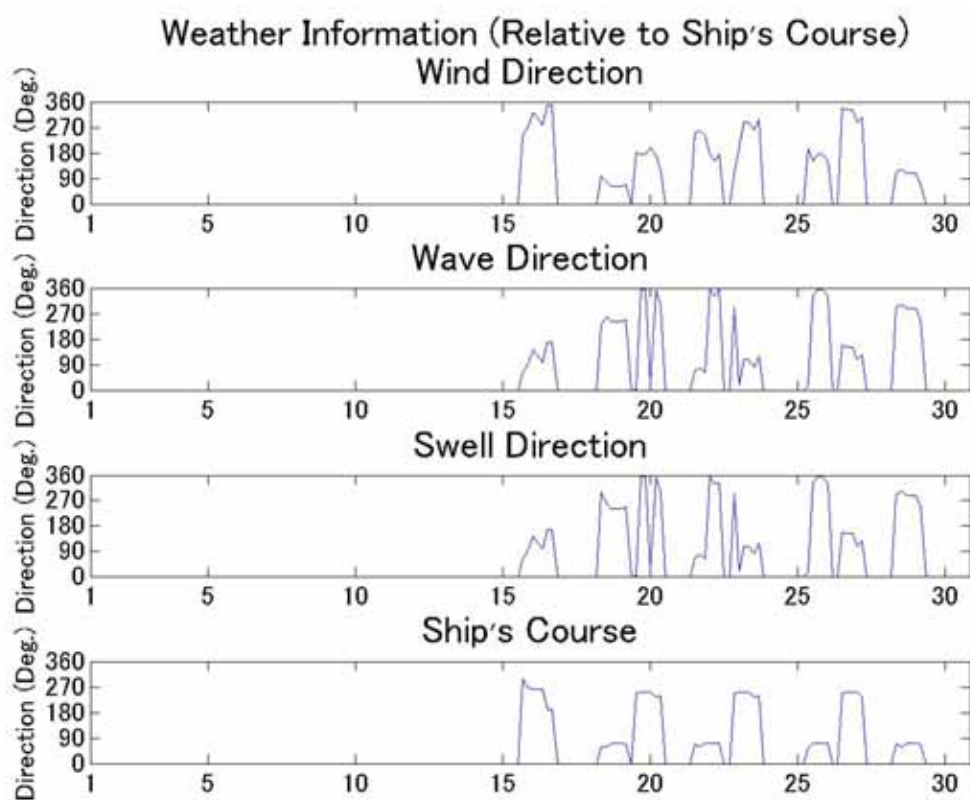 Weather Information (Relative to Ship's Course)
Wind Direction
Direction (Deg.)
360
270
180
90
0
1 5 10 15 20 25 30
Wave Direction
Direction (Deg.)
360
270
180
90
0
1 5 10 15 20 25 30
Swell Direction
Direction (Deg.)
360
270
180
90
0
1 5 10 15 20 25 30
Ship's Course
Direction (Deg.)
360
270
180
90
0
1 5 10 15 20 25 30